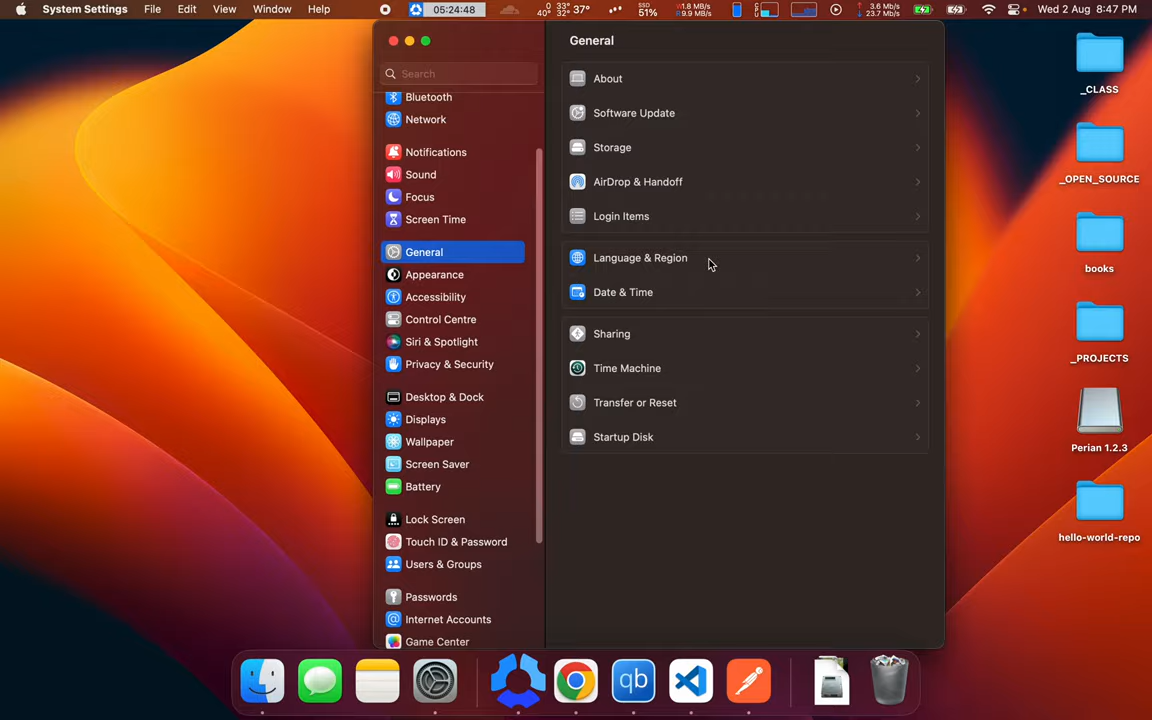 System Settings File Edit View Window Help 05:24:48 40° 33° 32° 37° SSD 51% 1.8 MB/s 9.9 MB/s 3.6 Mb/s 23.7 Mb/s Wed 2 Aug 8:47 PM
General
Search
Bluetooth
Network
Notifications
Sound
Focus
Screen Time
General
Appearance
Accessibility
Control Centre
Siri & Spotlight
Privacy & Security
Desktop & Dock
Displays
Wallpaper
Screen Saver
Battery
Lock Screen
Touch ID & Password
Users & Groups
Passwords
Internet Accounts
Game Center
About
Software Update
Storage
AirDrop & Handoff
Login Items
Language & Region
Date & Time
Sharing
Time Machine
Transfer or Reset
Startup Disk
_CLASS
_OPEN_SOURCE
books
_PROJECTS
Perian 1.2.3
hello-world-repo
qb